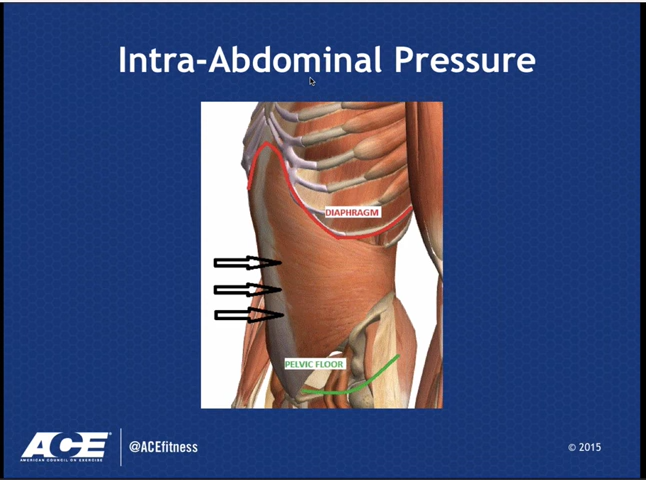 Intra-Abdominal Pressure
DIAPHRAGM
PELVIC FLOOR
ACE®
AMERICAN COUNCIL ON EXERCISE
@ACEfitness
© 2015